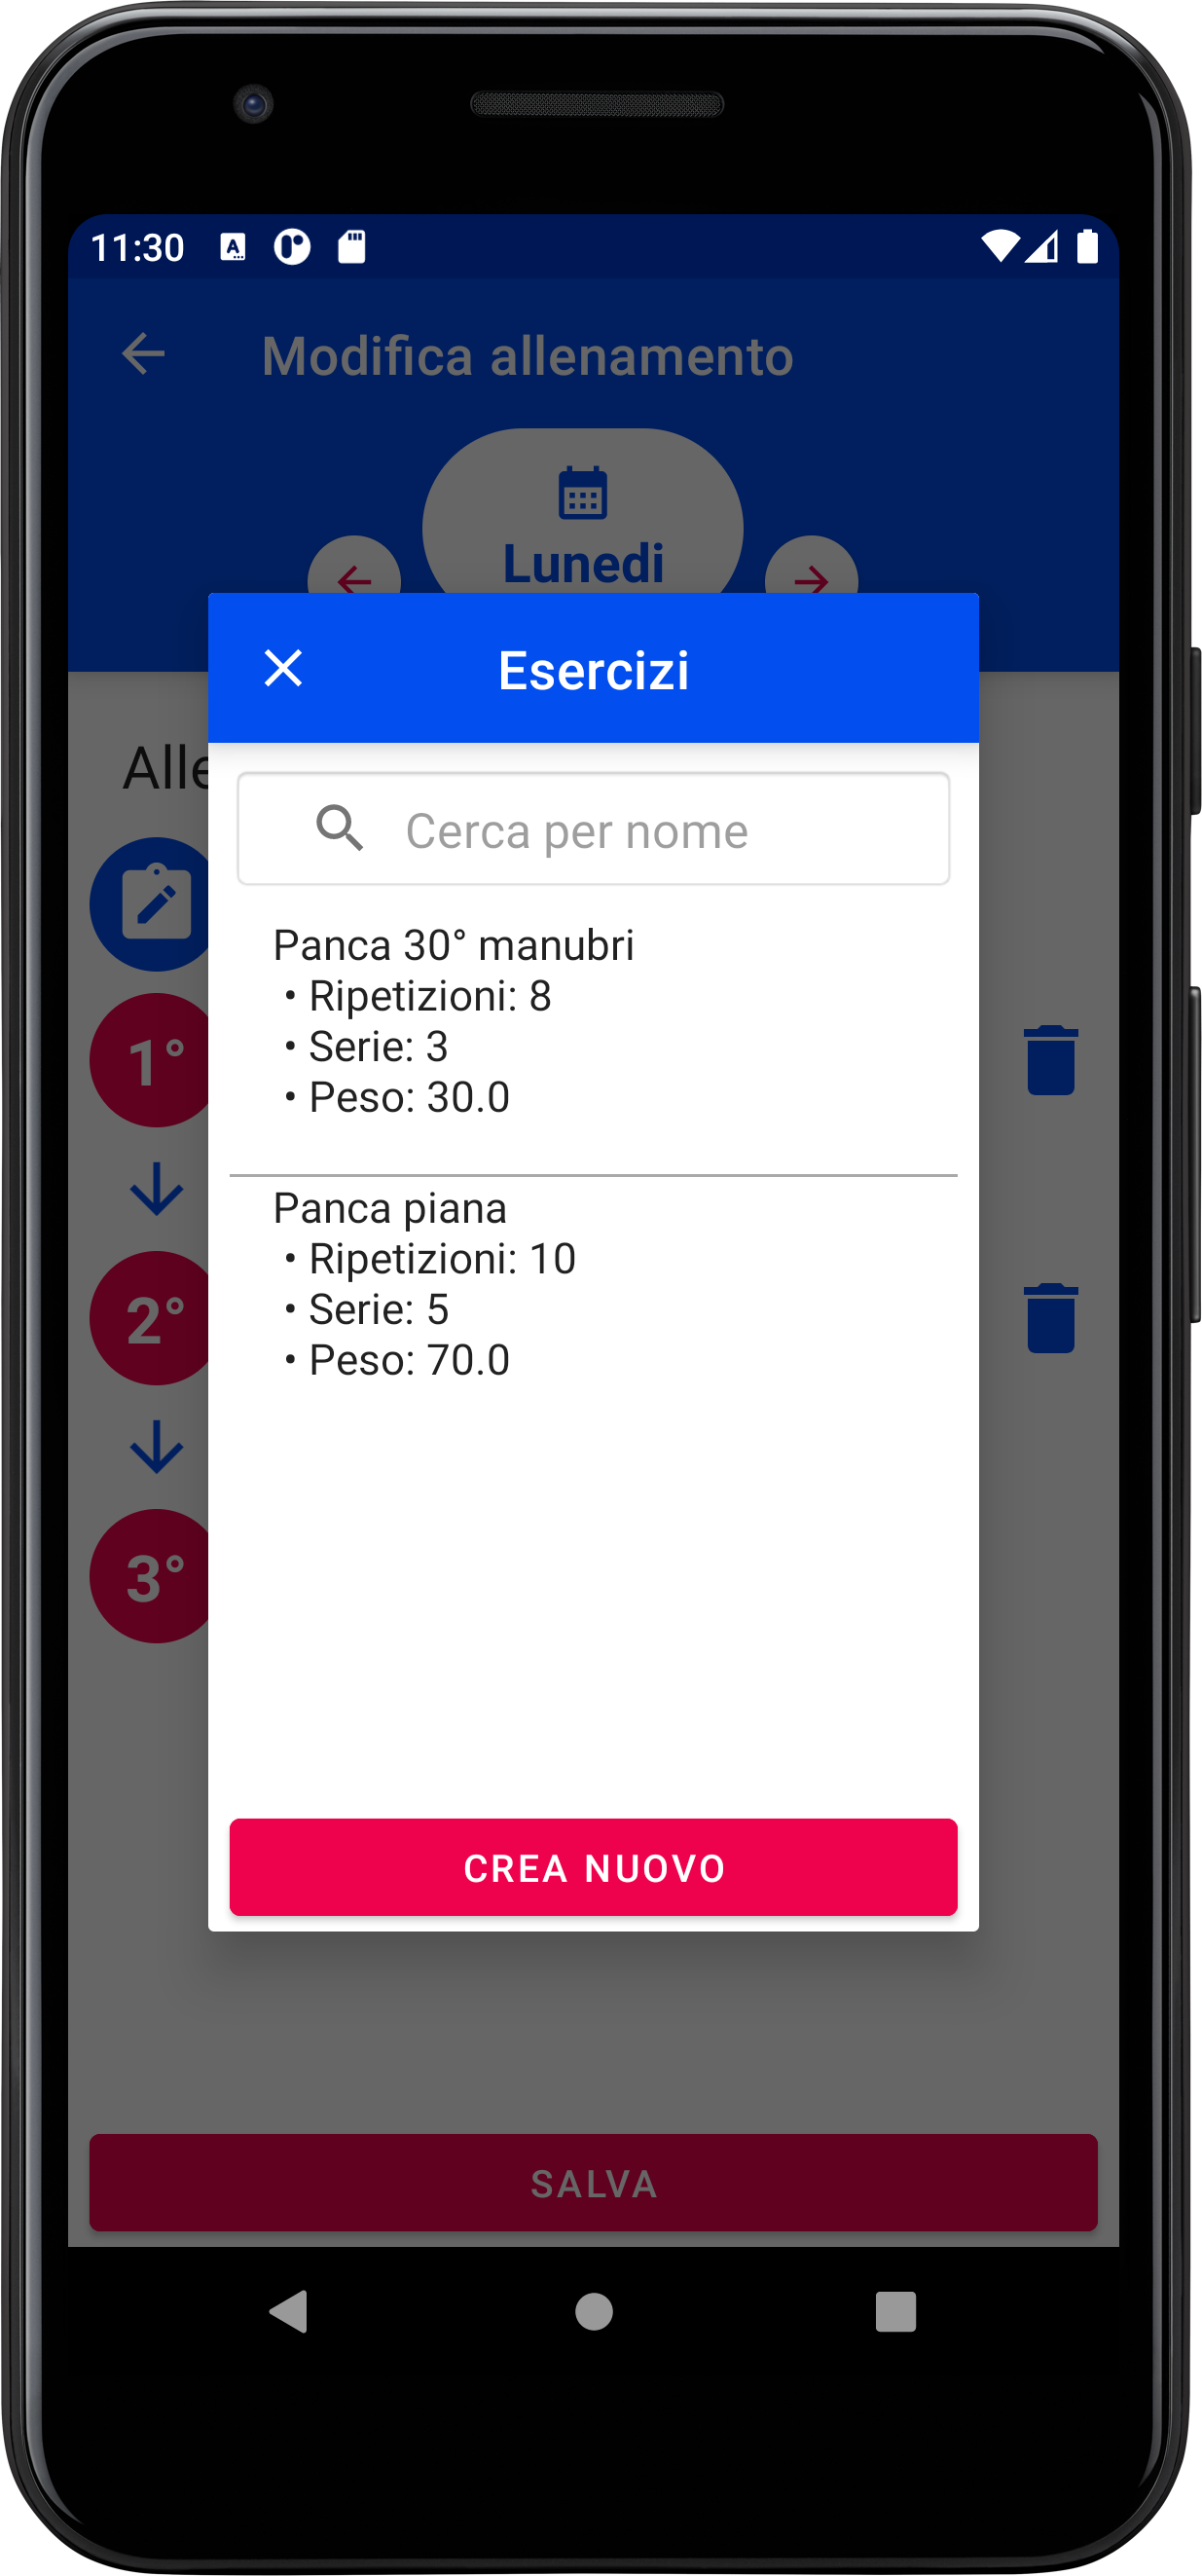 11:30
Modifica allenamento
Lunedi
Esercizi
Alle
Cerca per nome
Panca 30° manubri
• Ripetizioni: 8
• Serie: 3
• Peso: 30.0
1°
Panca piana
• Ripetizioni: 10
• Serie: 5
• Peso: 70.0
2°
3°
CREA NUOVO
SALVA